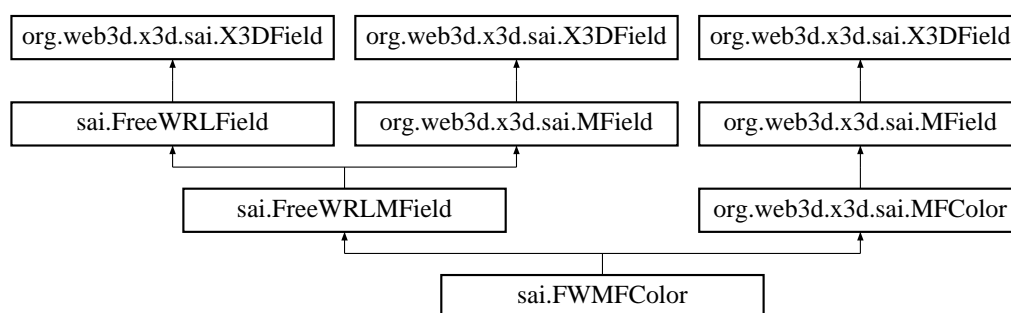 org.web3d.x3d.sai.X3DField
org.web3d.x3d.sai.X3DField
org.web3d.x3d.sai.X3DField
sai.FreeWRLField
org.web3d.x3d.sai.MField
org.web3d.x3d.sai.MField
sai.FreeWRLMField
org.web3d.x3d.sai.MFColor
sai.FWMFColor